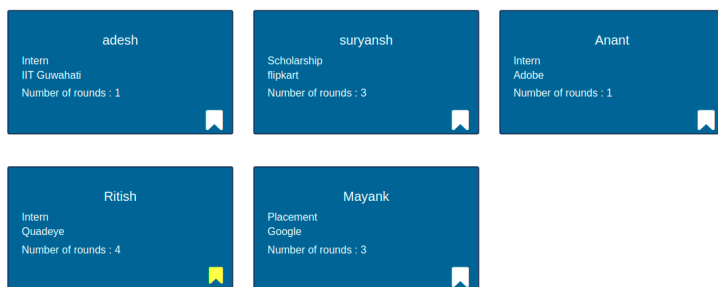 adesh
Intern
IIT Guwahati
Number of rounds : 1
suryansh
Scholarship
flipkart
Number of rounds : 3
Anant
Intern
Adobe
Number of rounds : 1
Ritish
Intern
Quadeye
Number of rounds : 4
Mayank
Placement
Google
Number of rounds : 3